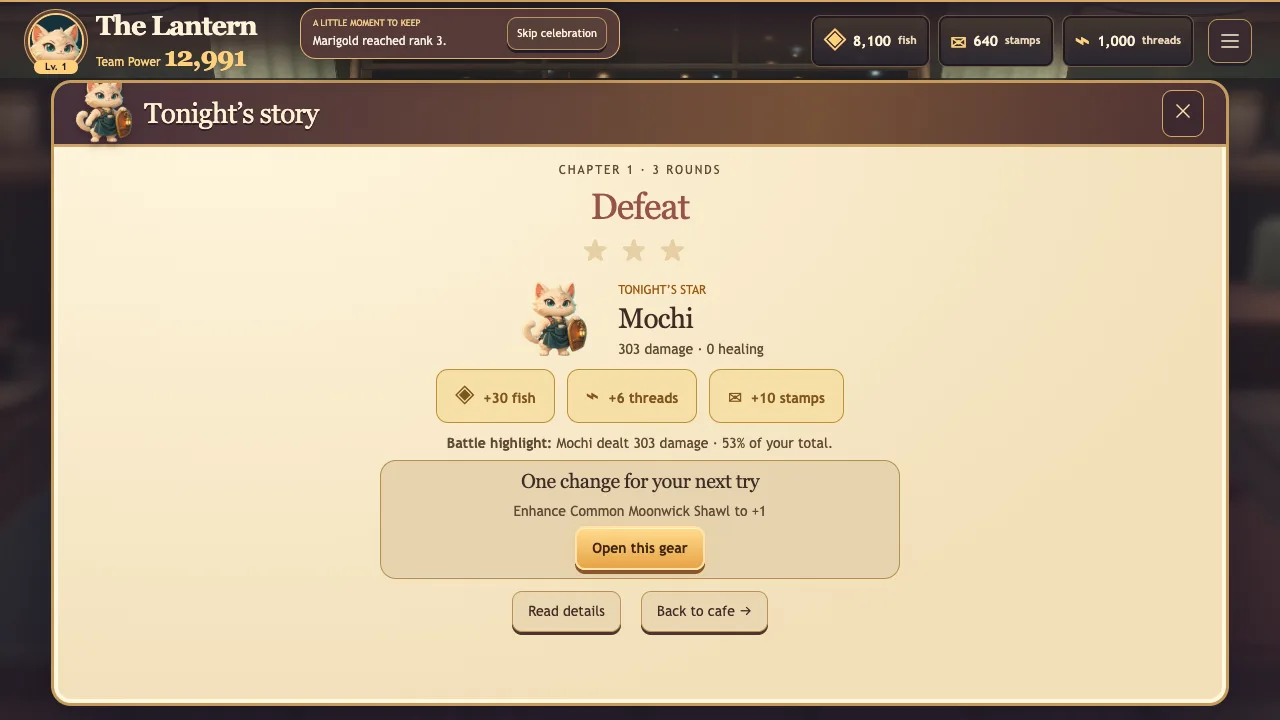 The Lantern
Team Power 12,991
Lv. 1
A LITTLE MOMENT TO KEEP
Marigold reached rank 3.
Skip celebration
8,100 fish
640 stamps
1,000 threads
Tonight's story
CHAPTER 1 · 3 ROUNDS
Defeat
TONIGHT'S STAR
Mochi
303 damage · 0 healing
+30 fish
+6 threads
+10 stamps
Battle highlight: Mochi dealt 303 damage · 53% of your total.
One change for your next try
Enhance Common Moonwick Shawl to +1
Open this gear
Read details
Back to cafe →